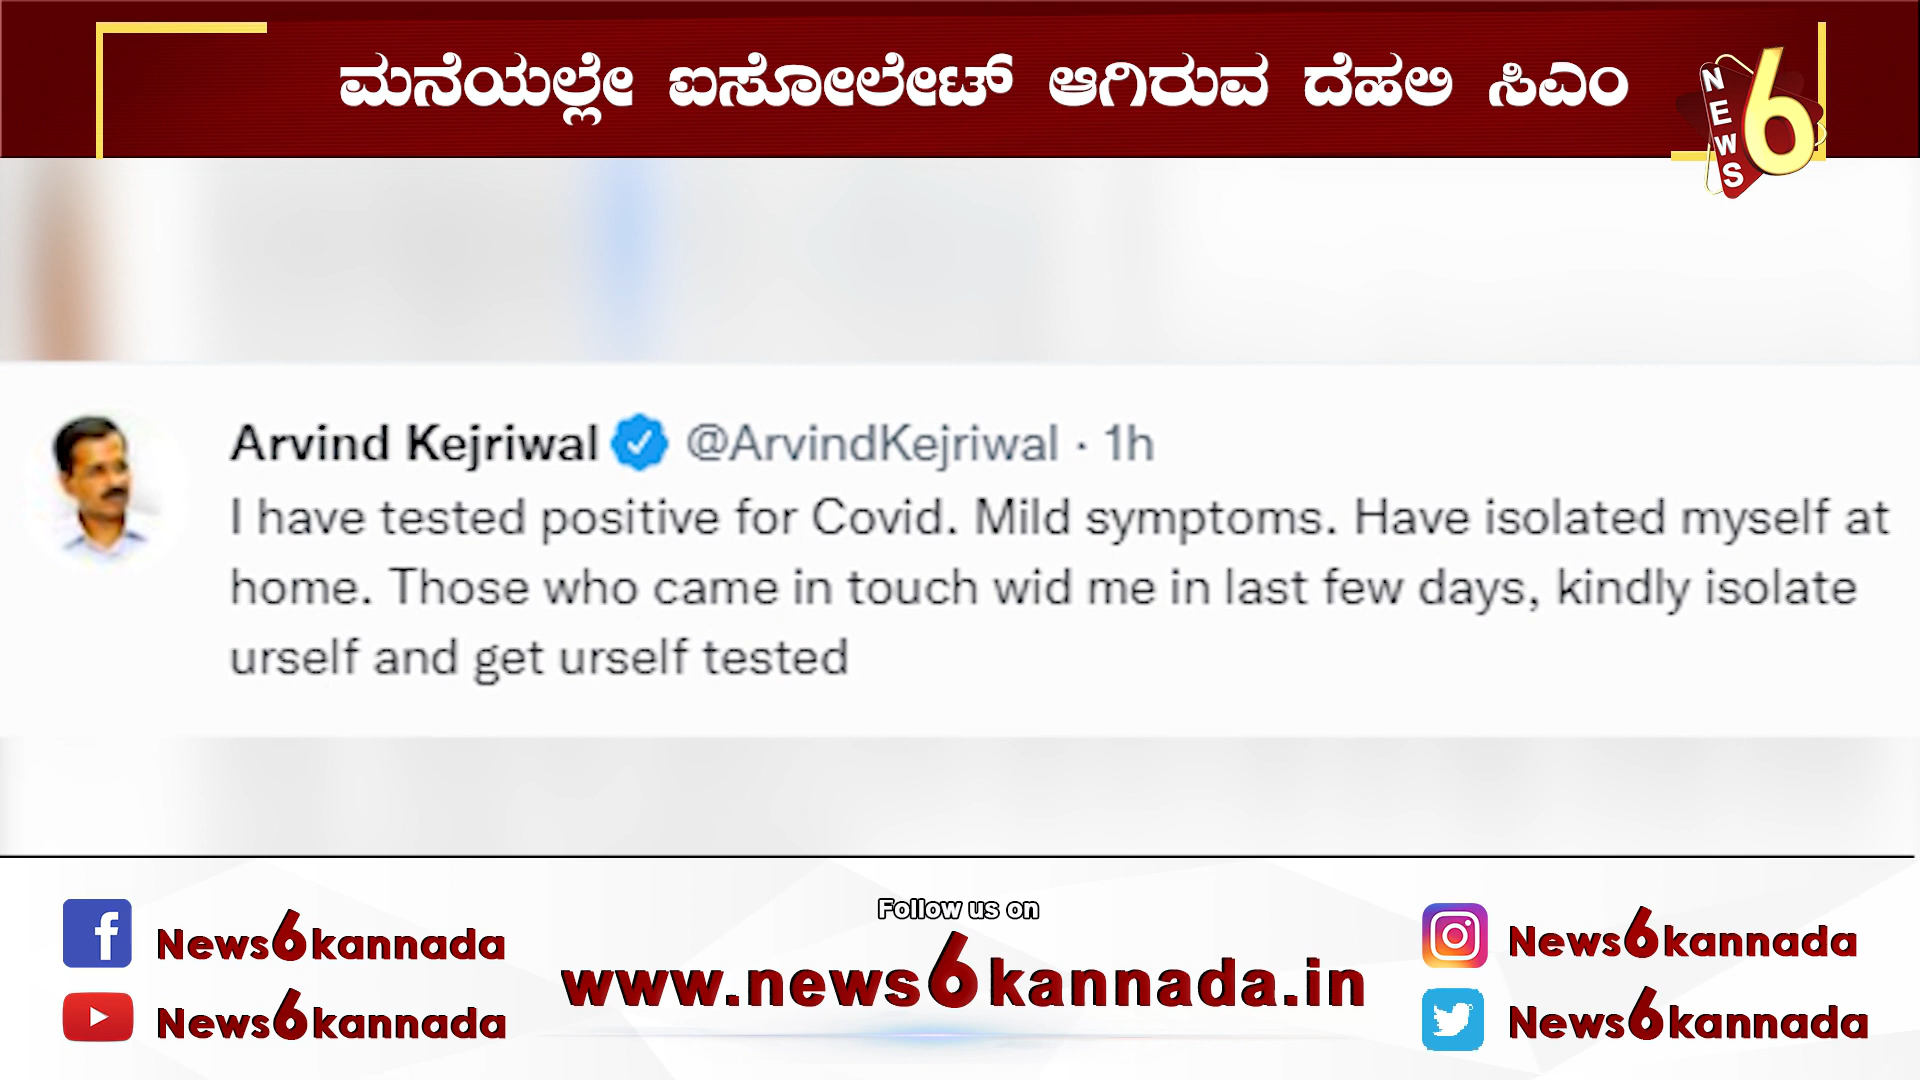 ಮನೆಯಲ್ಲೇ ಐಸೋಲೇಟ್ ಆಗಿರುವ ದೆಹಲಿ ಸಿಎಂ
NEWS 6
Arvind Kejriwal @ArvindKejriwal · 1h
I have tested positive for Covid. Mild symptoms. Have isolated myself at
home. Those who came in touch wid me in last few days, kindly isolate
urself and get urself tested
Follow us on
News6kannada
www.news6kannada.in
News6kannada
News6kannada
News6kannada